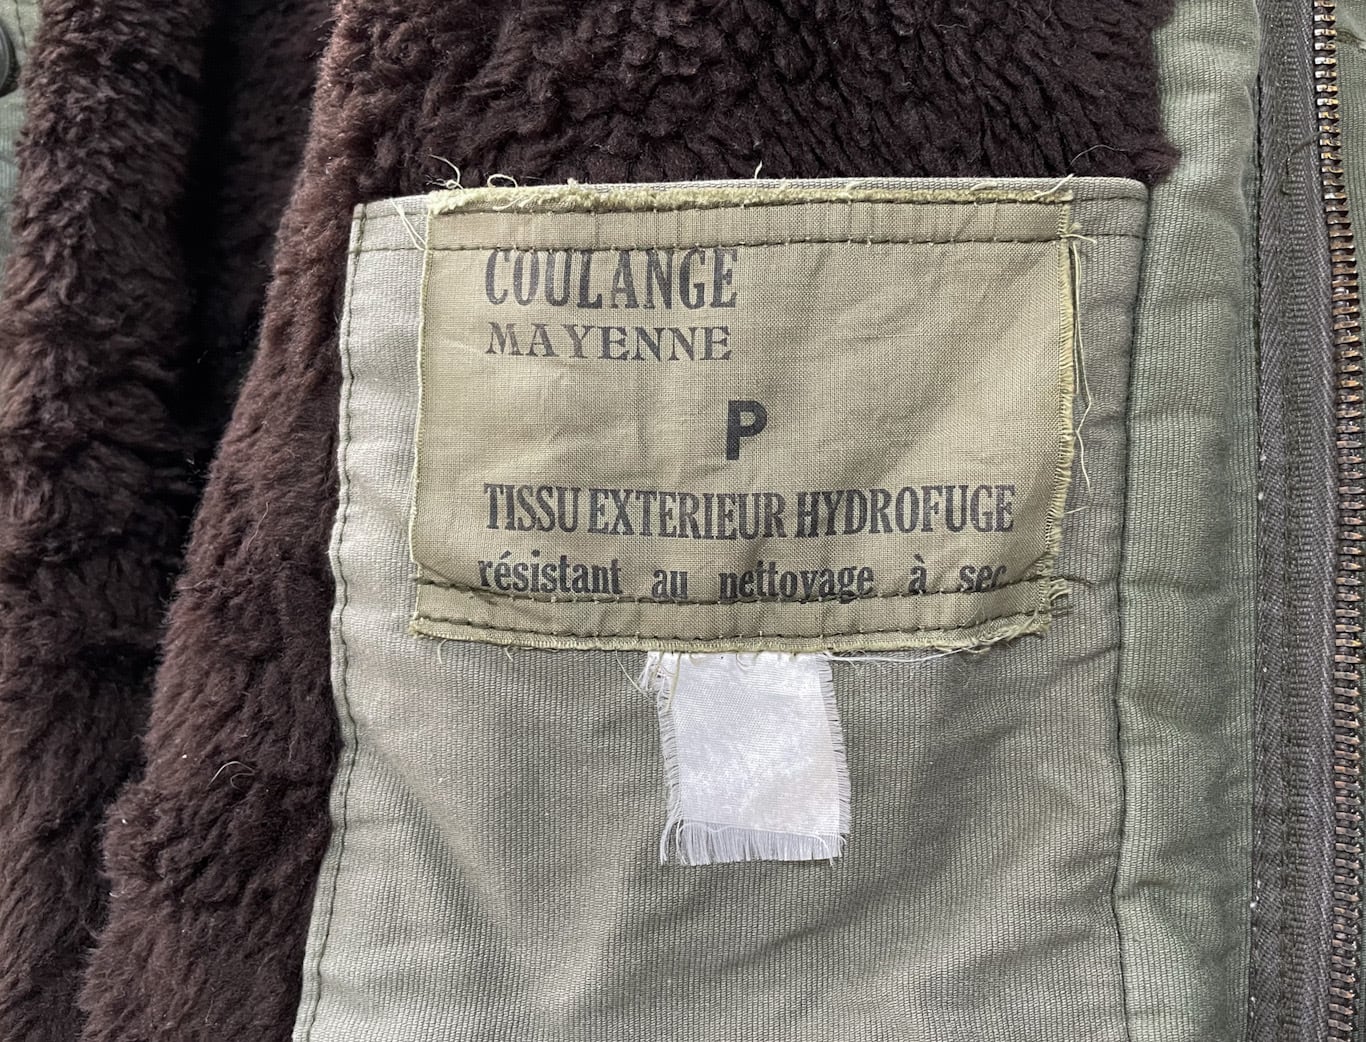 COULANGE
MAYENNE
P
TISSU EXTERIEUR HYDROFUGE
résistant au nettoyage à sec